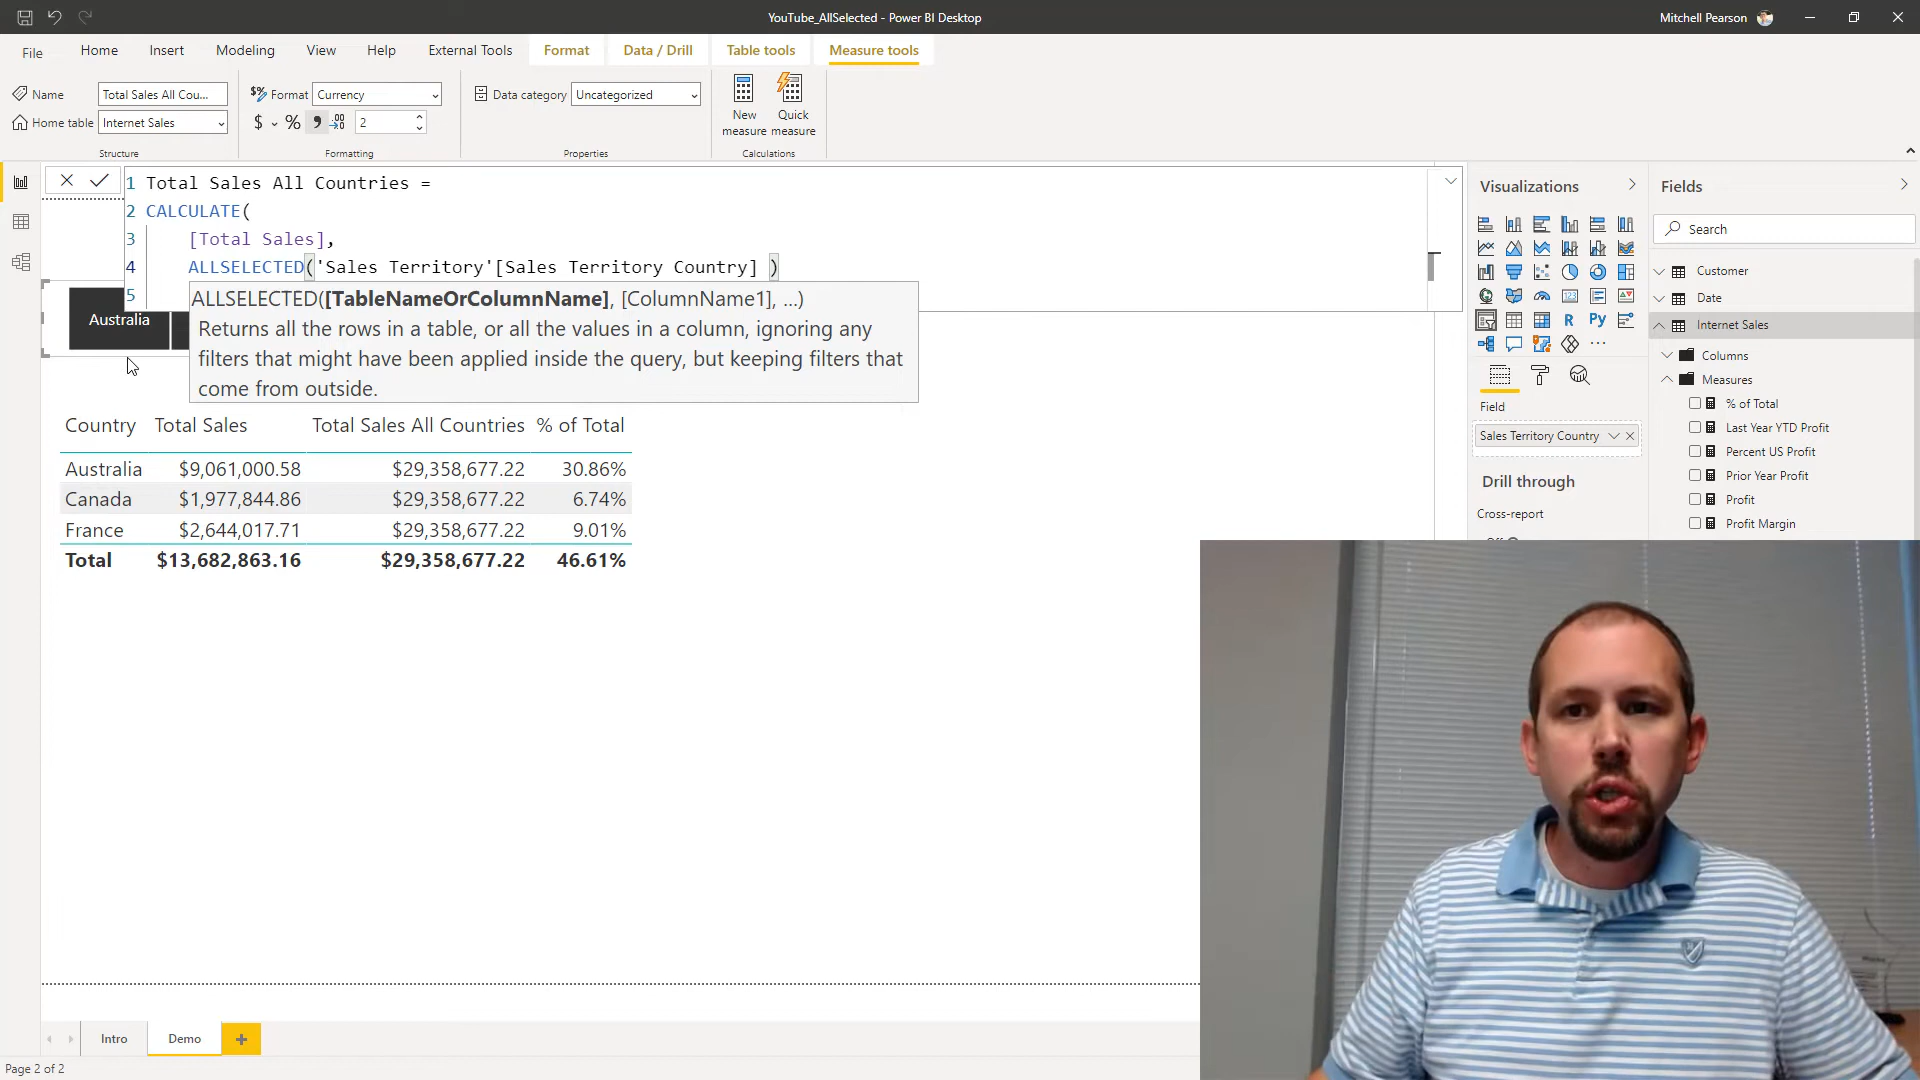 YouTube_AllSelected - Power BI Desktop
Mitchell Pearson
File
Home
Insert
Modeling
View
Help
External Tools
Format
Data / Drill
Table tools
Measure tools
Name
Total Sales All Cou...
Home table
Internet Sales
Structure
$% Format
Currency
$ % 9 .00
2
Formatting
Data category
Uncategorized
Properties
New measure
Quick measure
Calculations
1 Total Sales All Countries =
2 CALCULATE(
3 [Total Sales],
4 ALLSELECTED('Sales Territory'[Sales Territory Country] )
5
ALLSELECTED([TableNameOrColumnName], [ColumnName1], ...)
Returns all the rows in a table, or all the values in a column, ignoring any
filters that might have been applied inside the query, but keeping filters that
come from outside.
Australia
Country Total Sales Total Sales All Countries % of Total
Australia $9,061,000.58 $29,358,677.22 30.86%
Canada $1,977,844.86 $29,358,677.22 6.74%
France $2,644,017.71 $29,358,677.22 9.01%
Total $13,682,863.16 $29,358,677.22 46.61%
Visualizations
R
Py
...
Field
Sales Territory Country
Drill through
Cross-report
Fields
Search
Customer
Date
Internet Sales
Columns
Measures
% of Total
Last Year YTD Profit
Percent US Profit
Prior Year Profit
Profit
Profit Margin
Intro
Demo
+
Page 2 of 2